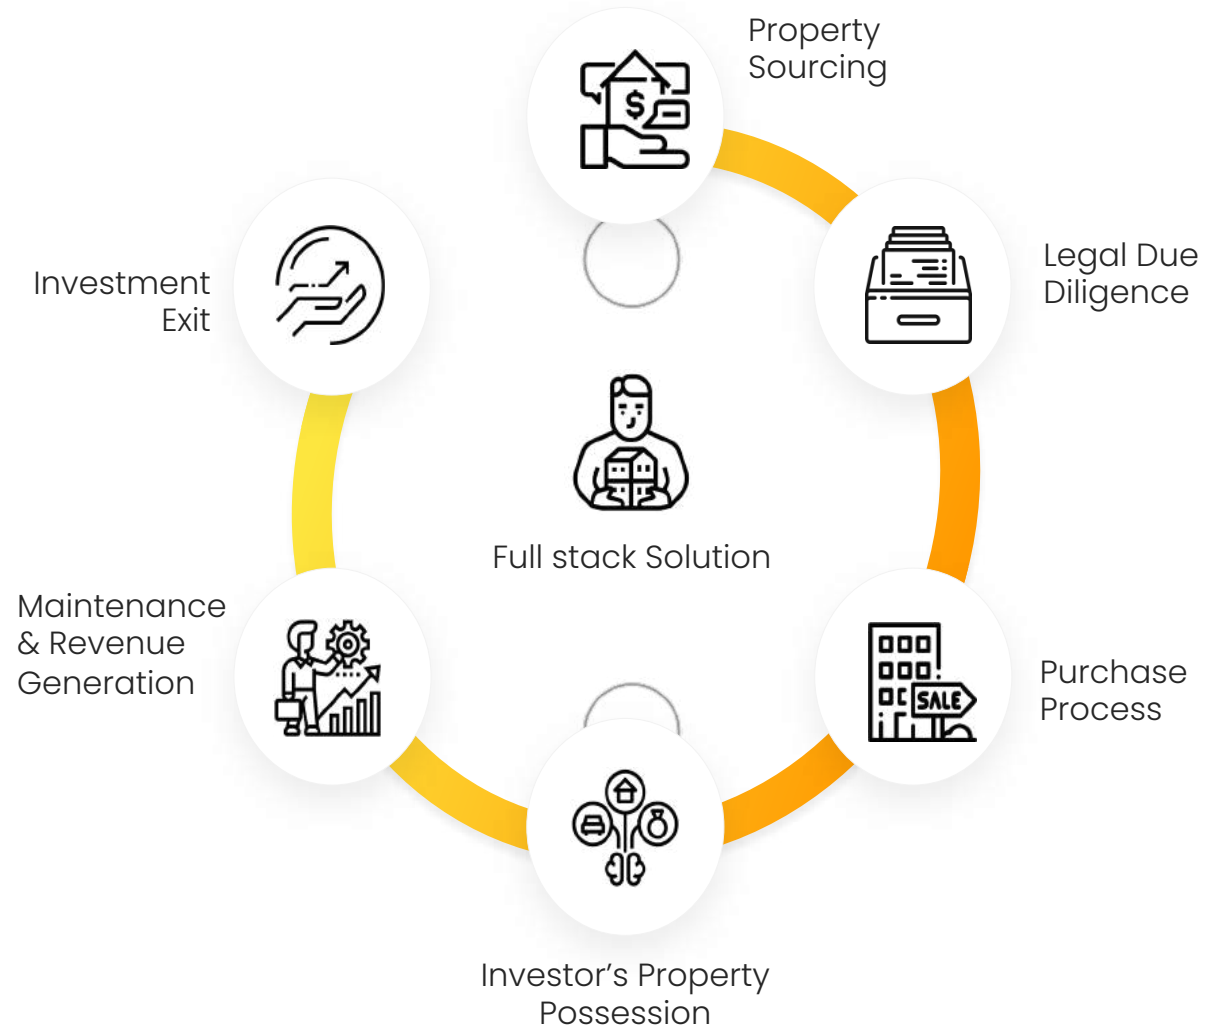 Property
Sourcing
$
Legal Due
Diligence
Investment
Exit
Full stack Solution
Maintenance
& Revenue
Generation
SALE
Purchase
Process
Investor’s Property
Possession